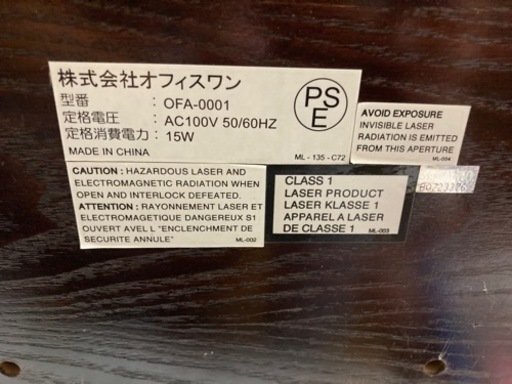 株式会社オフィスワン
型番 : OFA-0001
定格電圧 : AC100V 50/60HZ
定格消費電力 : 15W
MADE IN CHINA
ML - 135 - C72
PS
E
AVOID EXPOSURE
INVISIBLE LASER
RADIATION IS EMITTED
FROM THIS APERTURE
ML-004
CAUTION : HAZARDOUS LASER AND
ELECTROMAGNETIC RADIATION WHEN
OPEN AND INTERLOCK DEFEATED.
ATTENTION : RAYONNEMENT LASER ET
ELECTROMAGETIQUE DANGEREUX S1
OUVERT AVEL L "ENCLENCHMENT DE
SECURITE ANNULE"
ML-002
CLASS 1
LASER PRODUCT
LASER KLASSE 1
APPAREL A LASER
DE CLASSE 1
ML-003